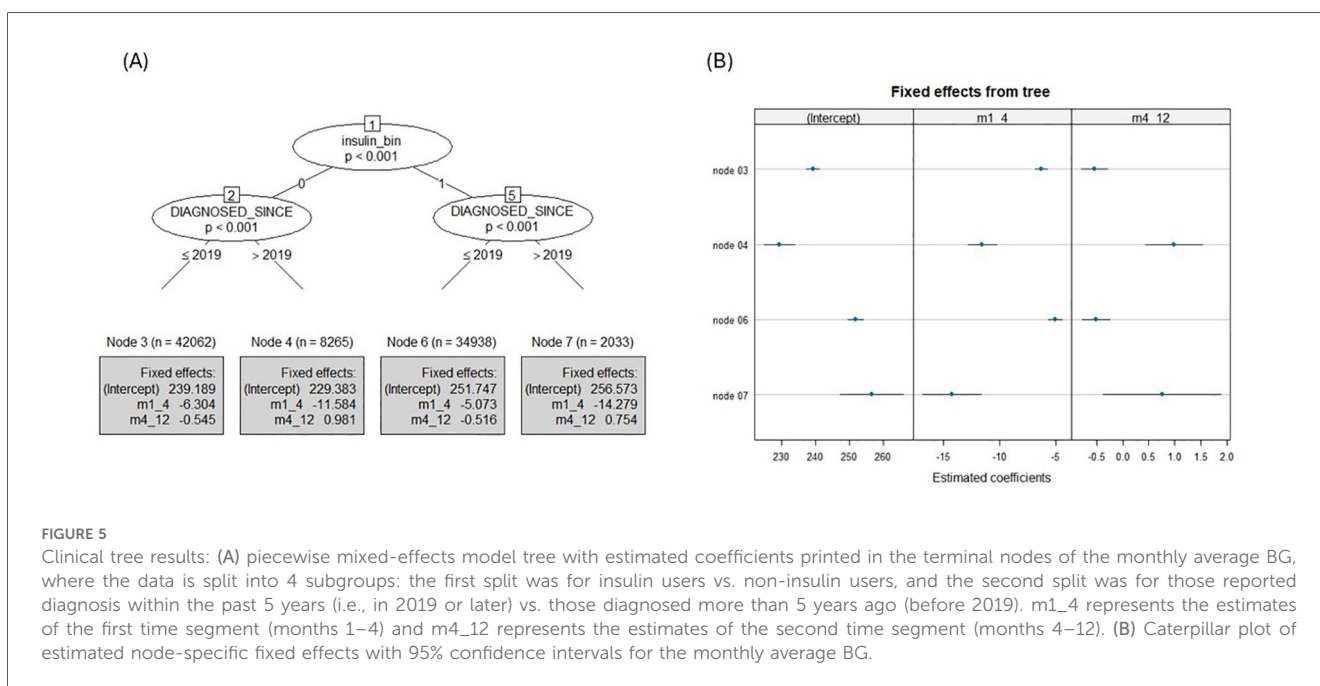 (A)
1
insulin_bin
p < 0.001
0
1
2
DIAGNOSED_SINCE
p < 0.001
5
DIAGNOSED_SINCE
p < 0.001
≤ 2019
> 2019
≤ 2019
> 2019
Node 3 (n = 42062)
Fixed effects:
(Intercept) 239.189
m1_4 -6.304
m4_12 -0.545
Node 4 (n = 8265)
Fixed effects:
(Intercept) 229.383
m1_4 -11.584
m4_12 0.981
Node 6 (n = 34938)
Fixed effects:
(Intercept) 251.747
m1_4 -5.073
m4_12 -0.516
Node 7 (n = 2033)
Fixed effects:
(Intercept) 256.573
m1_4 -14.279
m4_12 0.754
(B)
Fixed effects from tree
(Intercept) m1_4 m4_12
node 03
node 04
node 06
node 07
230 240 250 260 -15 -10 -5 -0.5 0.0 0.5 1.0 1.5 2.0
Estimated coefficients
FIGURE 5
Clinical tree results: (A) piecewise mixed-effects model tree with estimated coefficients printed in the terminal nodes of the monthly average BG,
where the data is split into 4 subgroups: the first split was for insulin users vs. non-insulin users, and the second split was for those reported
diagnosis within the past 5 years (i.e., in 2019 or later) vs. those diagnosed more than 5 years ago (before 2019). m1_4 represents the estimates
of the first time segment (months 1–4) and m4_12 represents the estimates of the second time segment (months 4–12). (B) Caterpillar plot of
estimated node-specific fixed effects with 95% confidence intervals for the monthly average BG.